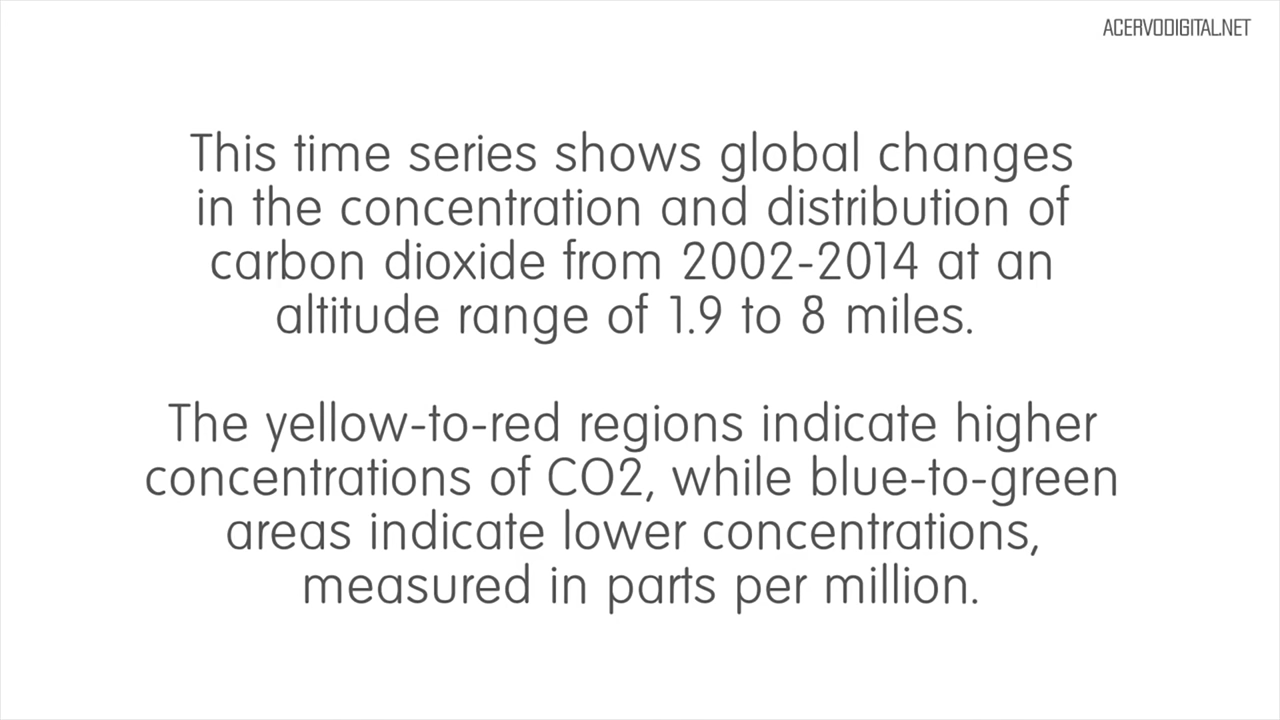 ACERVODIGITAL.NET
This time series shows global changes
in the concentration and distribution of
carbon dioxide from 2002-2014 at an
altitude range of 1.9 to 8 miles.
The yellow-to-red regions indicate higher
concentrations of CO2, while blue-to-green
areas indicate lower concentrations,
measured in parts per million.